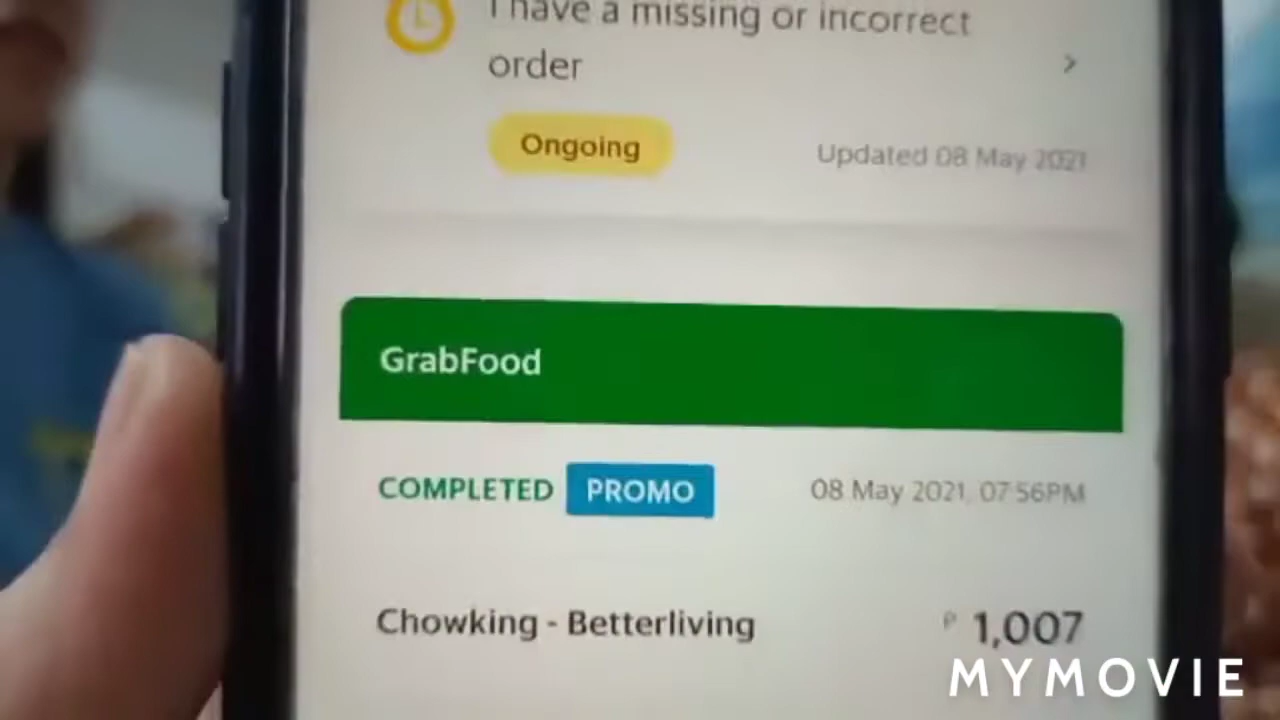 I have a missing or incorrect
order
Ongoing
Updated 08 May 2021
GrabFood
COMPLETED PROMO 08 May 2021, 07:56PM
Chowking - Betterliving ₱ 1,007
MYMOVIE